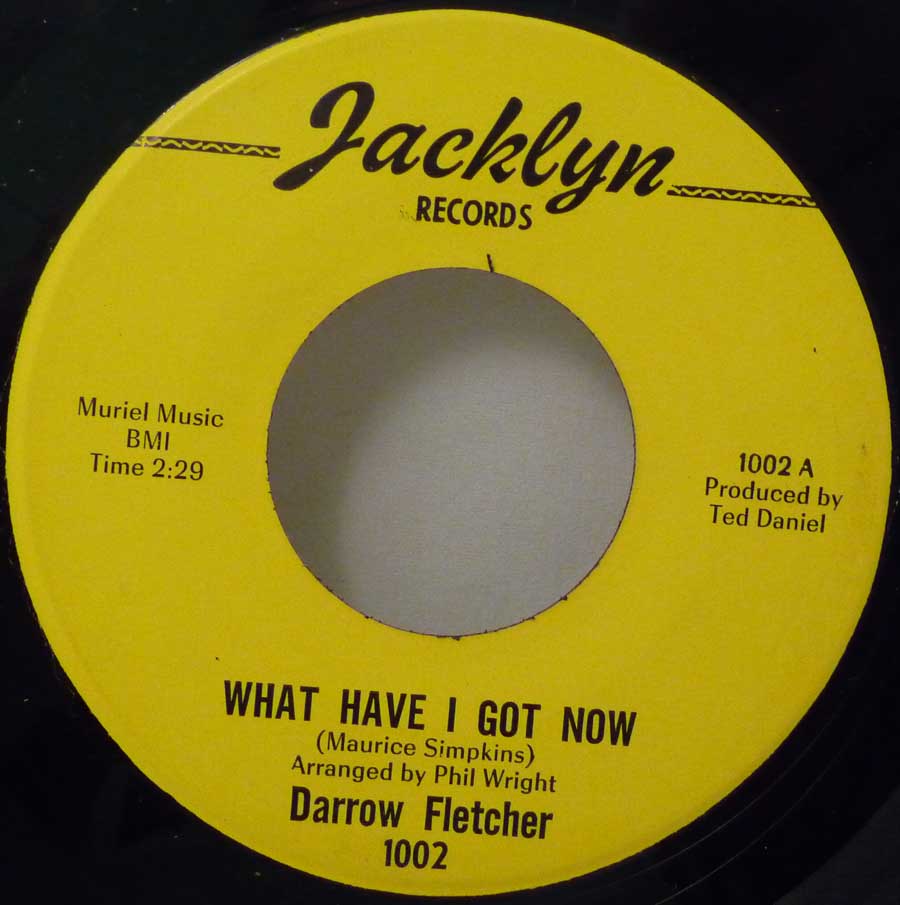 Jacklyn
RECORDS
Muriel Music
BMI
Time 2:29
1002 A
Produced by
Ted Daniel
WHAT HAVE I GOT NOW
(Maurice Simpkins)
Arranged by Phil Wright
Darrow Fletcher
1002